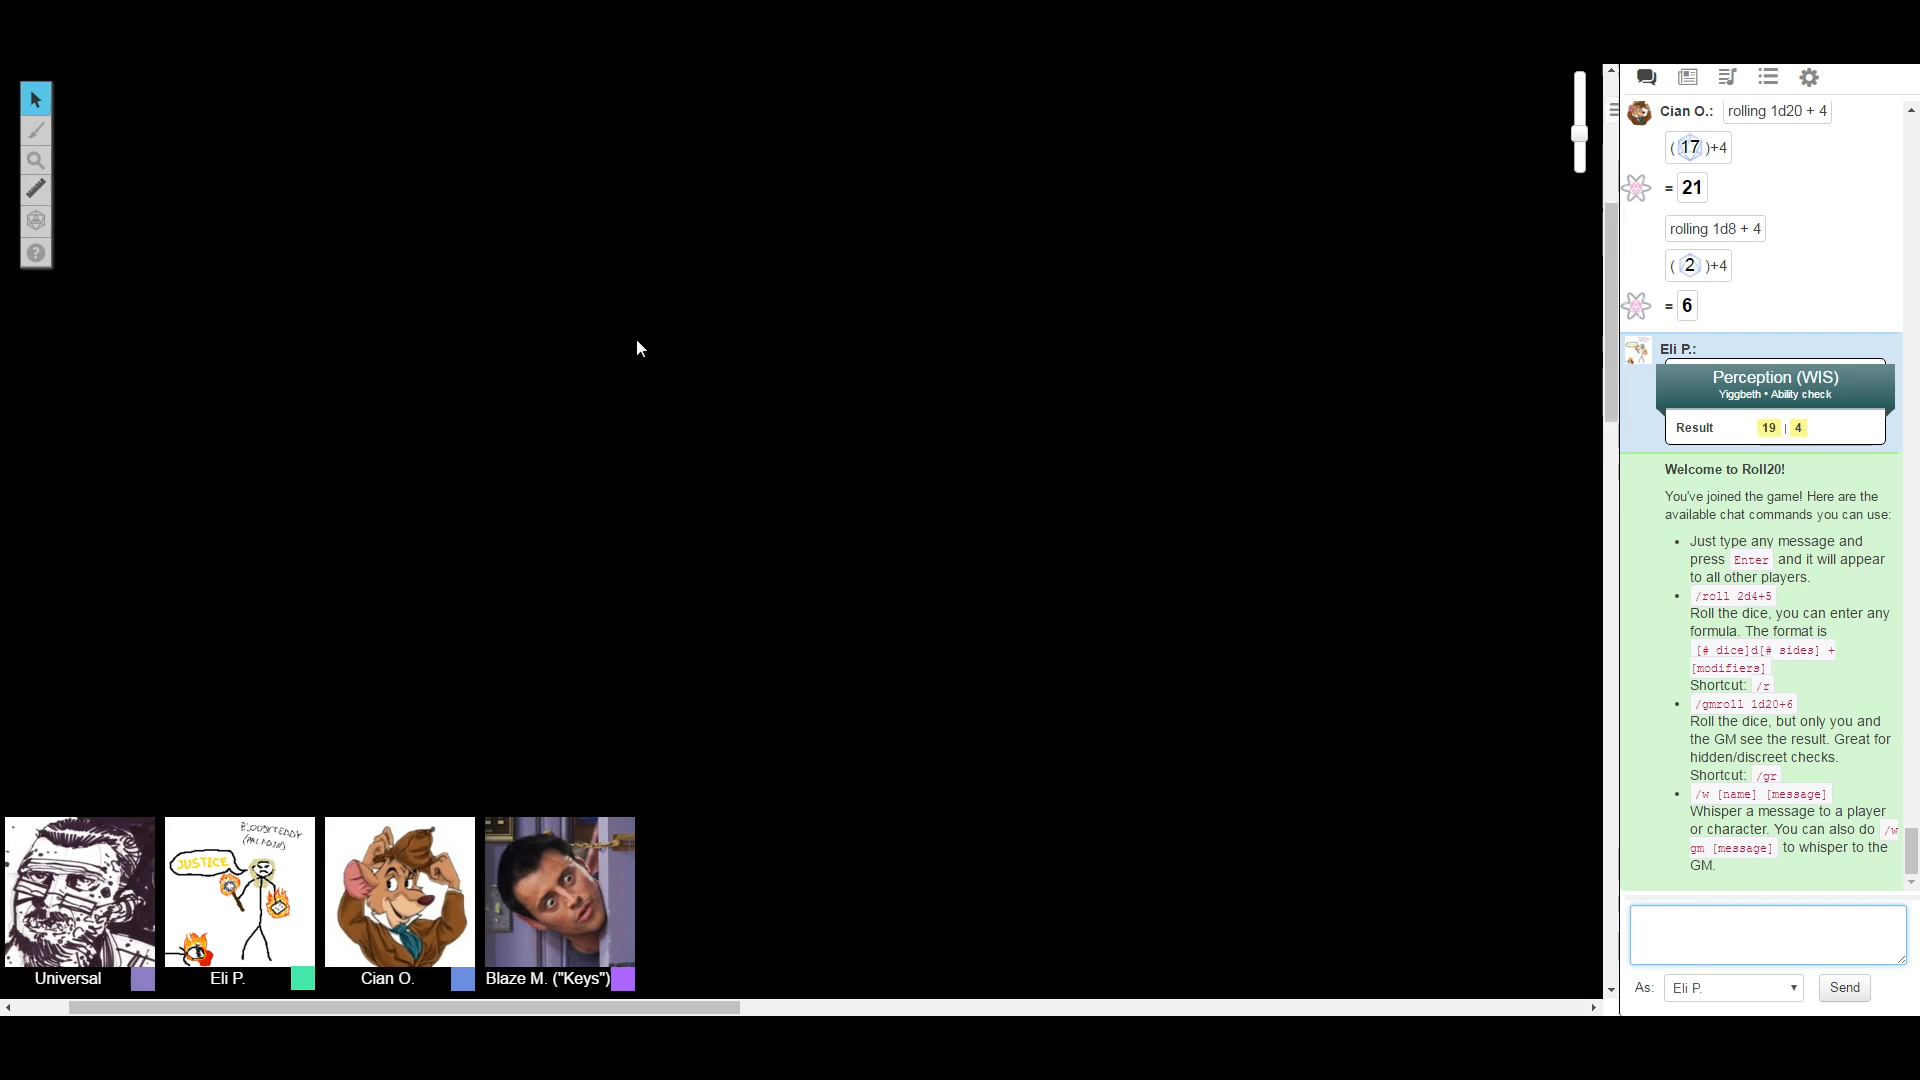 Cian O.: rolling 1d20 + 4
( 17 )+4
= 21
rolling 1d8 + 4
( 2 )+4
= 6
Eli P.:
Perception (WIS)
Yiggbeth • Ability check
Result 19 | 4
Welcome to Roll20!
You've joined the game! Here are the
available chat commands you can use:
• Just type any message and
press Enter and it will appear
to all other players.
• /roll 2d4+5
Roll the dice, you can enter any
formula. The format is
[# dice]d[# sides] +
[modifiers]
Shortcut: /r
• /gmroll 1d20+6
Roll the dice, but only you and
the GM see the result. Great for
hidden/discreet checks.
Shortcut: /gr
• /w [name] [message]
Whisper a message to a player
or character. You can also do /w
gm [message] to whisper to the
GM.
As: Eli P. Send
BLOODYTEDDY
(PALADIN)
JUSTICE
Universal
Eli P.
Cian O.
Blaze M. ("Keys")